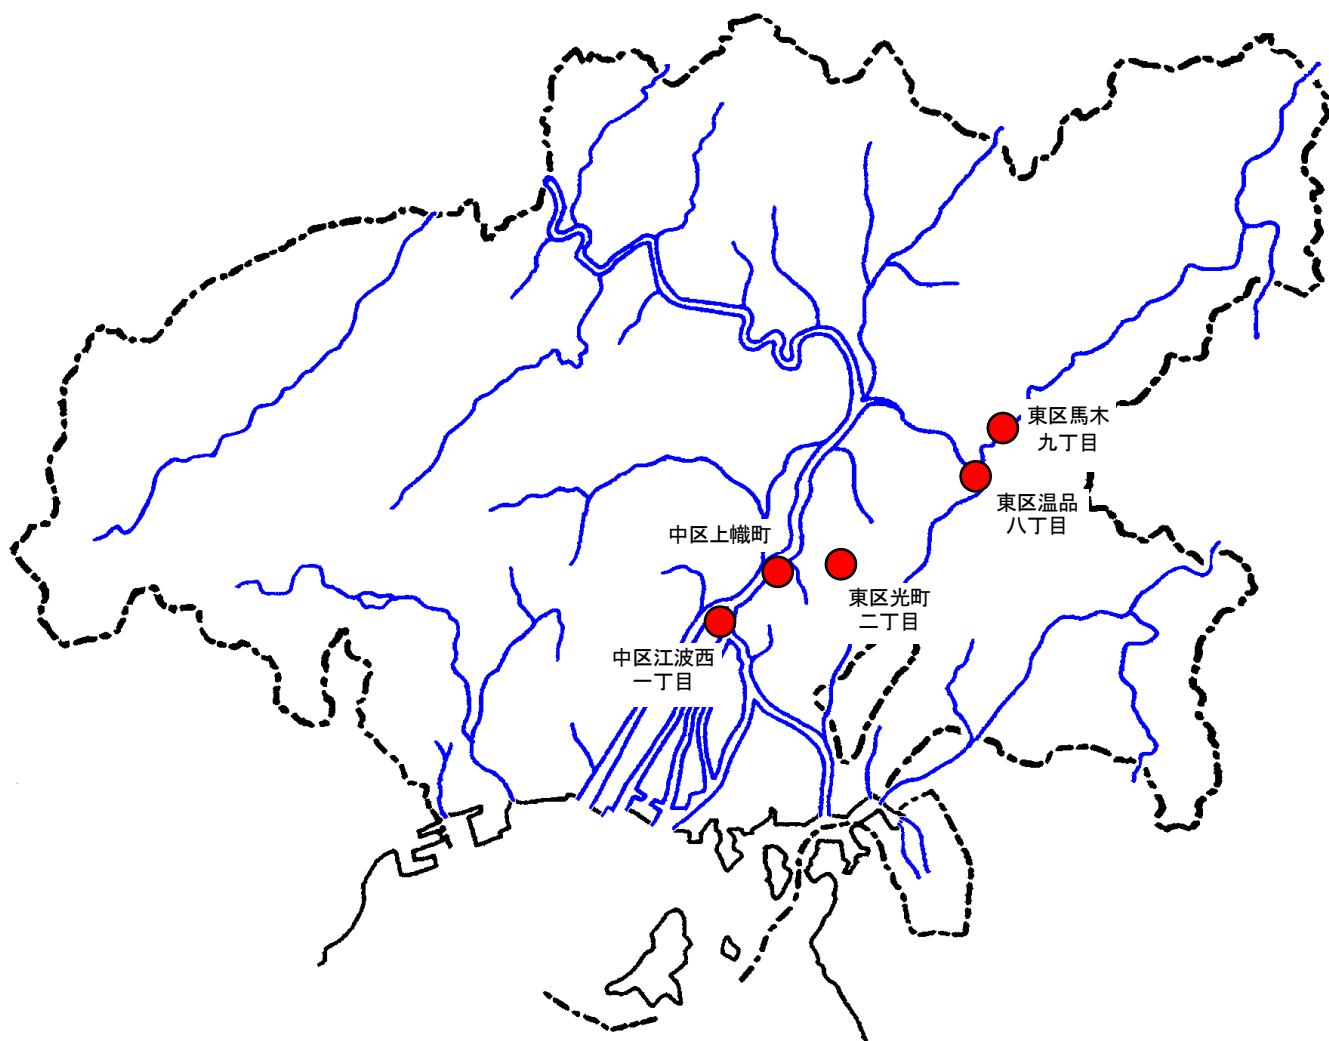 東区馬木
九丁目
東区温品
八丁目
中区上幟町
東区光町
二丁目
中区江波西
一丁目